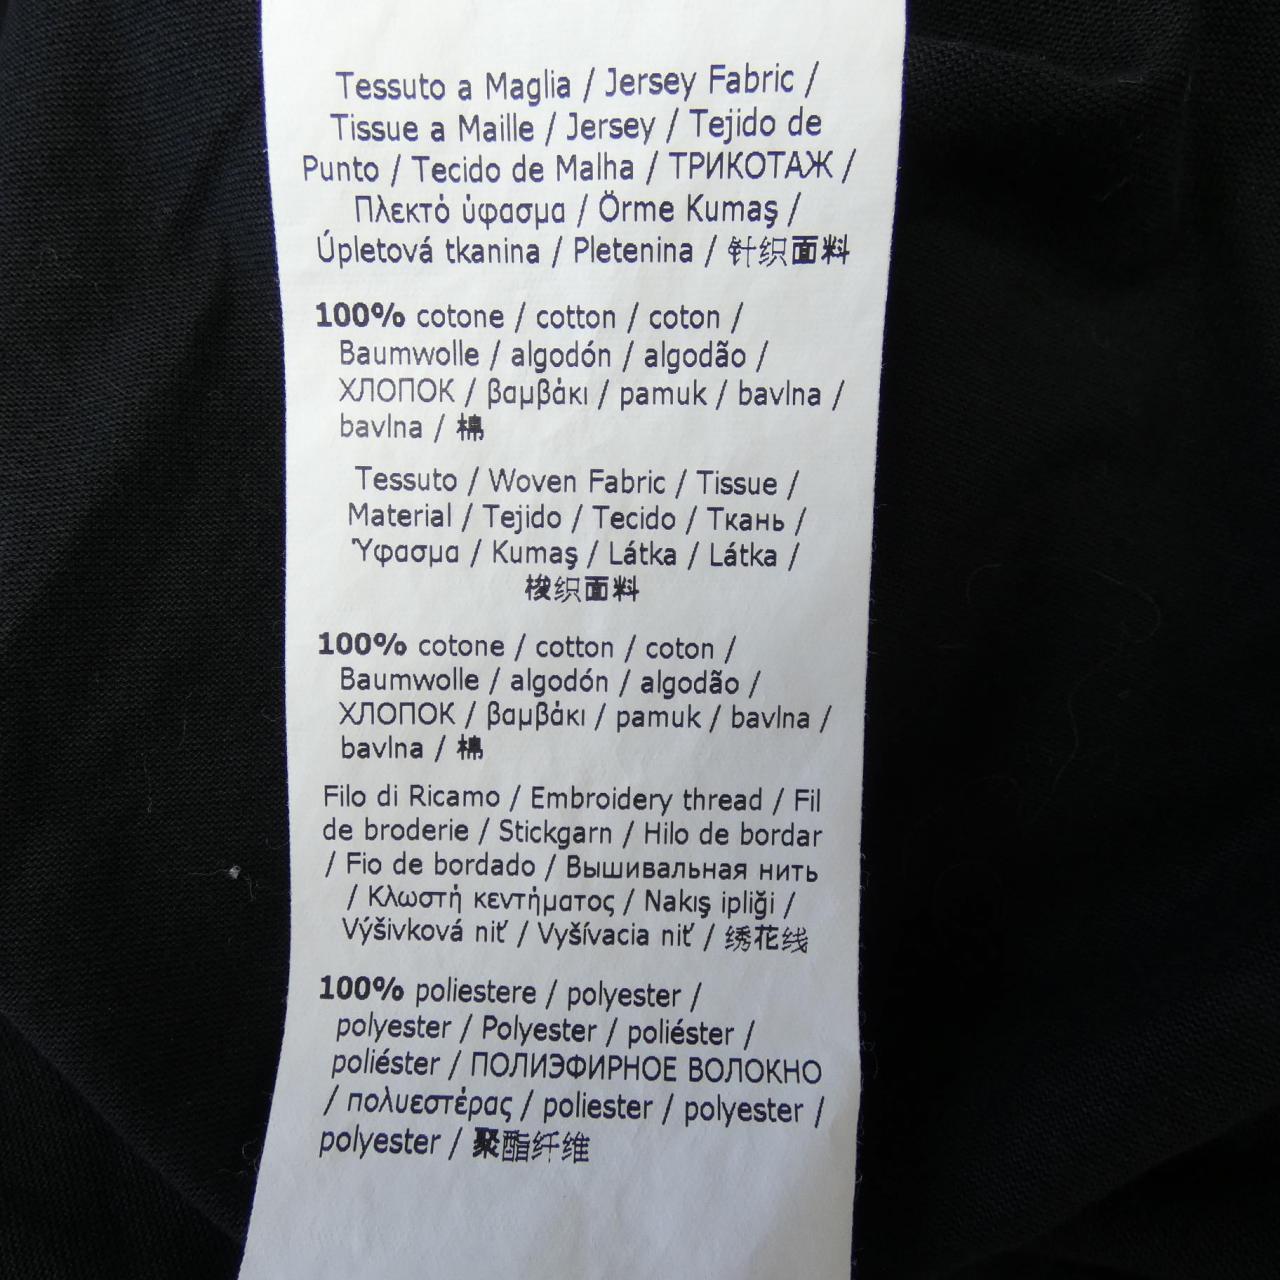 Tessuto a Maglia / Jersey Fabric /
Tissue a Maille / Jersey / Tejido de
Punto / Tecido de Malha / ТРИКОТАЖ /
Πλεκτό ύφασμα / Örme Kumaş /
Úpletová tkanina / Pletenina / 针织面料
100% cotone / cotton / coton /
Baumwolle / algodón / algodão /
ХЛОПОК / βαμβάκι / pamuk / bavlna /
bavlna / 棉
Tessuto / Woven Fabric / Tissue /
Material / Tejido / Tecido / Ткань /
Ύφασμα / Kumaş / Látka / Látka /
梭织面料
100% cotone / cotton / coton /
Baumwolle / algodón / algodão /
ХЛОПОК / βαμβάκι / pamuk / bavlna /
bavlna / 棉
Filo di Ricamo / Embroidery thread / Fil
de broderie / Stickgarn / Hilo de bordar
/ Fio de bordado / Вышивальная нить
/ Κλωστή κεντήματος / Nakış ipliği /
Výšivková niť / Vyšívacia niť / 绣花线
100% poliestere / polyester /
polyester / Polyester / poliéster /
poliéster / ПОЛИЭФИРНОЕ ВОЛОКНО
/ πολυεστέρας / poliester / polyester /
polyester / 聚酯纤维